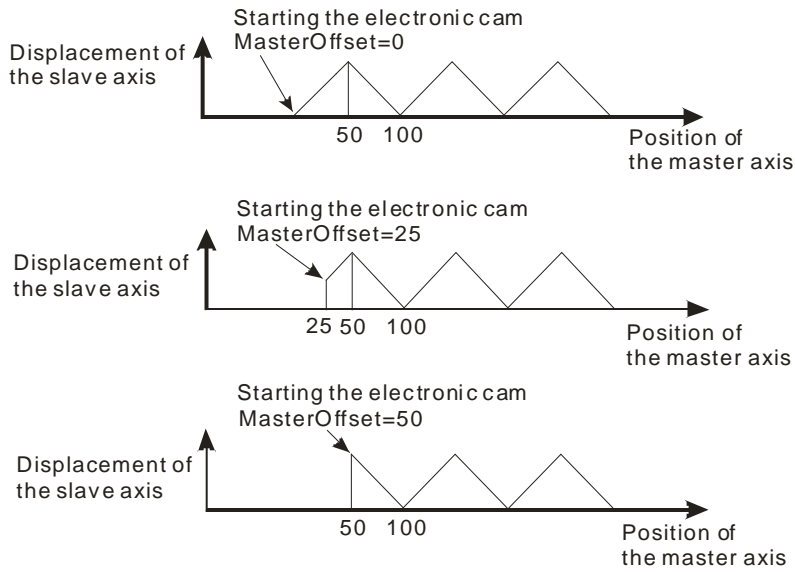 Starting the electronic cam
MasterOffset=0
Displacement of
the slave axis
50 100
Position of
the master axis
Starting the electronic cam
MasterOffset=25
Displacement of
the slave axis
25 50 100
Position of
the master axis
Starting the electronic cam
MasterOffset=50
Displacement of
the slave axis
50 100
Position of
the master axis